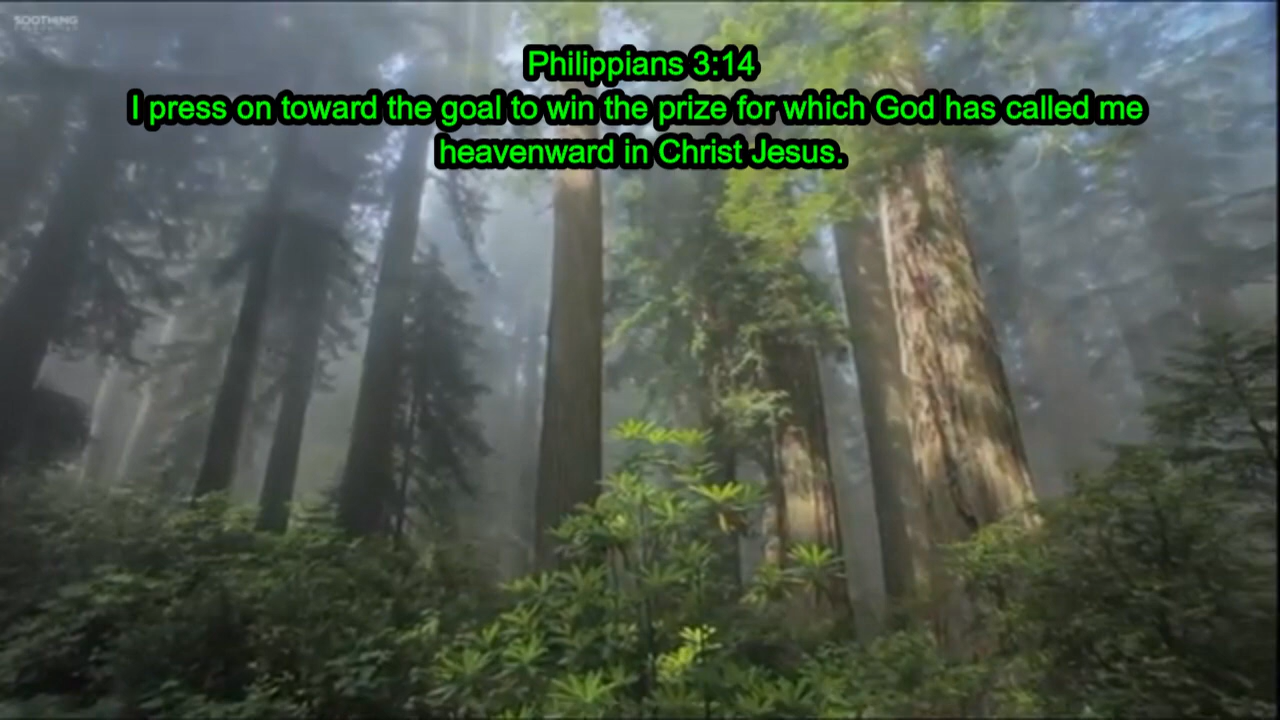 SOOTHING
Philippians 3:14
I press on toward the goal to win the prize for which God has called me
heavenward in Christ Jesus.